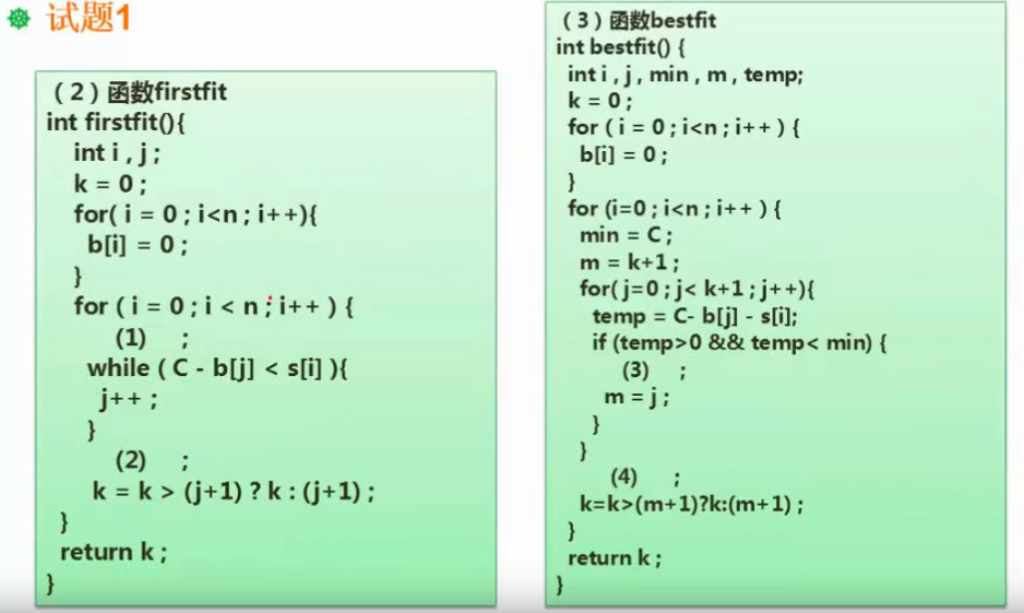 试题1
（2）函数firstfit
int firstfit(){
int i , j ;
k = 0 ;
for( i = 0 ; i<n ; i++){
b[i] = 0 ;
}
for ( i = 0 ; i < n ; i++ ) {
(1) ;
while ( C - b[j] < s[i] ){
j++ ;
}
(2) ;
k = k > (j+1) ? k : (j+1) ;
}
return k ;
}
（3）函数bestfit
int bestfit() {
int i , j , min , m , temp;
k = 0 ;
for ( i = 0 ; i<n ; i++ ) {
b[i] = 0 ;
}
for (i=0 ; i<n ; i++ ) {
min = C ;
m = k+1 ;
for( j=0 ; j< k+1 ; j++){
temp = C- b[j] - s[i];
if (temp>0 && temp< min) {
(3) ;
m = j ;
}
}
(4) ;
k=k>(m+1)?k:(m+1) ;
}
return k ;
}